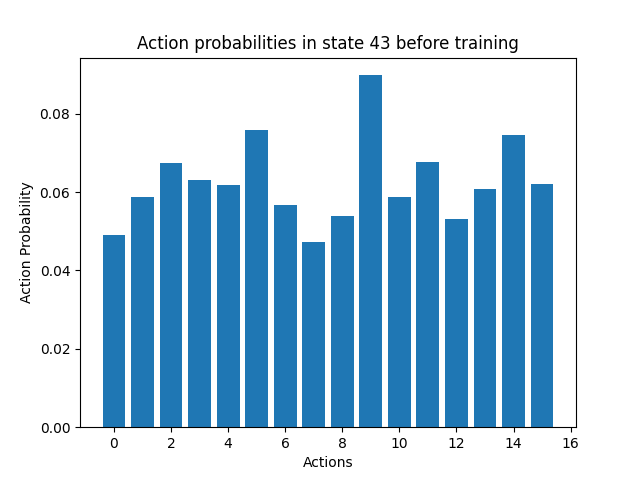 Action probabilities in state 43 before training
Action Probability
0.08
0.06
0.04
0.02
0.00
0 2 4 6 8 10 12 14 16
Actions